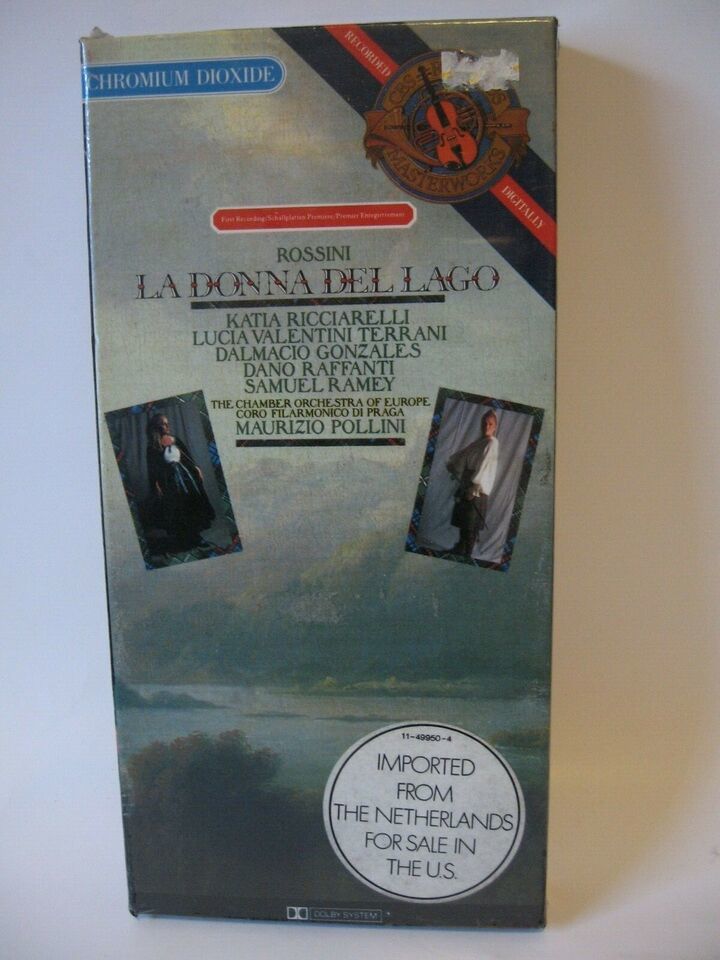 CHROMIUM DIOXIDE
RECORDED
DIGITALLY
CBS
MASTERWORKS
First Recording/Schallplatten Premiere/Premier Enregistrement
ROSSINI
LA DONNA DEL LAGO
KATIA RICCIARELLI
LUCIA VALENTINI TERRANI
DALMACIO GONZALES
DANO RAFFANTI
SAMUEL RAMEY
THE CHAMBER ORCHESTRA OF EUROPE
CORO FILARMONICO DI PRAGA
MAURIZIO POLLINI
11-49950-4
IMPORTED
FROM
THE NETHERLANDS
FOR SALE IN
THE U.S.
DOLBY SYSTEM